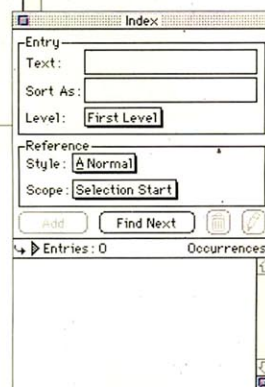 Index
Entry
Text:
Sort As:
Level: First Level
Reference
Style: A Normal
Scope: Selection Start
Add Find Next
Entries: 0 Occurrences